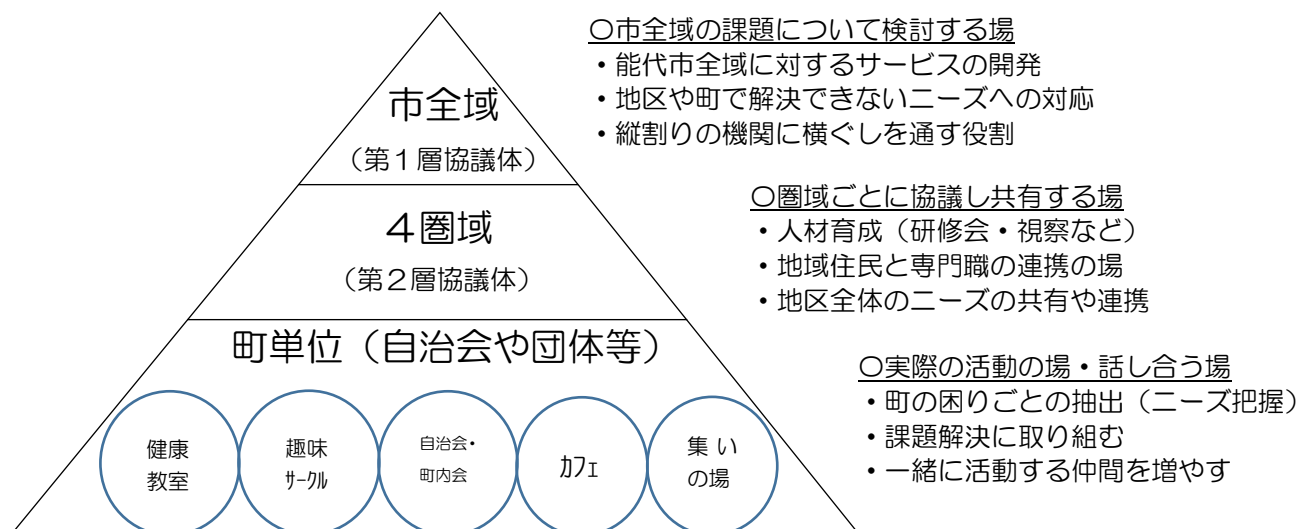 市全域
（第１層協議体）
〇市全域の課題について検討する場
・能代市全域に対するサービスの開発
・地区や町で解決できないニーズへの対応
・縦割りの機関に横ぐしを通す役割
４圏域
（第２層協議体）
〇圏域ごとに協議し共有する場
・人材育成（研修会・視察など）
・地域住民と専門職の連携の場
・地区全体のニーズの共有や連携
町単位（自治会や団体等）
健康
教室
趣味
ｻｰｸﾙ
自治会・
町内会
ｶﾌｪ
集 い
の場
〇実際の活動の場・話し合う場
・町の困りごとの抽出（ニーズ把握）
・課題解決に取り組む
・一緒に活動する仲間を増やす